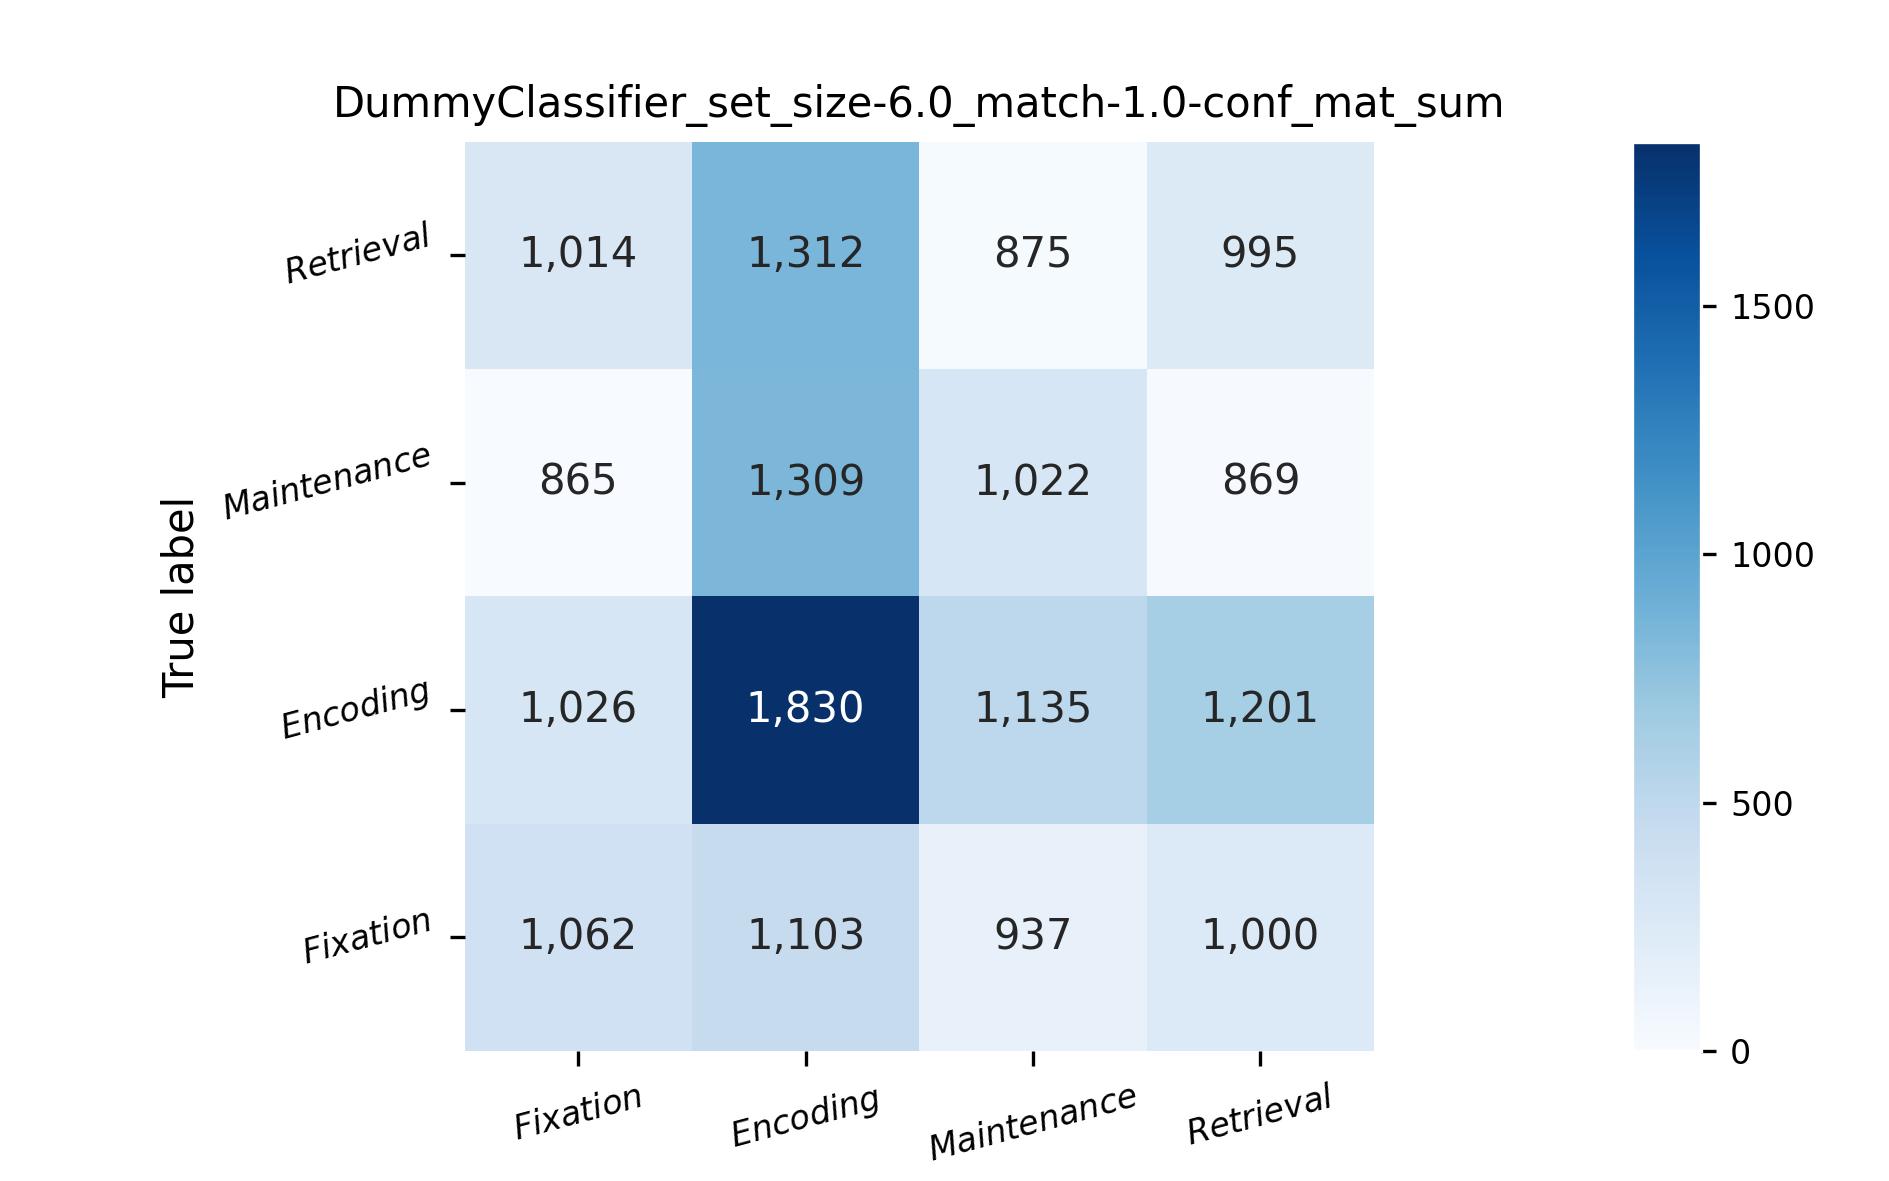 DummyClassifier_set_size-6.0_match-1.0-conf_mat_sum
True label
Retrieval 1,014 1,312 875 995
Maintenance 865 1,309 1,022 869
Encoding 1,026 1,830 1,135 1,201
Fixation 1,062 1,103 937 1,000
Fixation Encoding Maintenance Retrieval
1500
1000
500
0